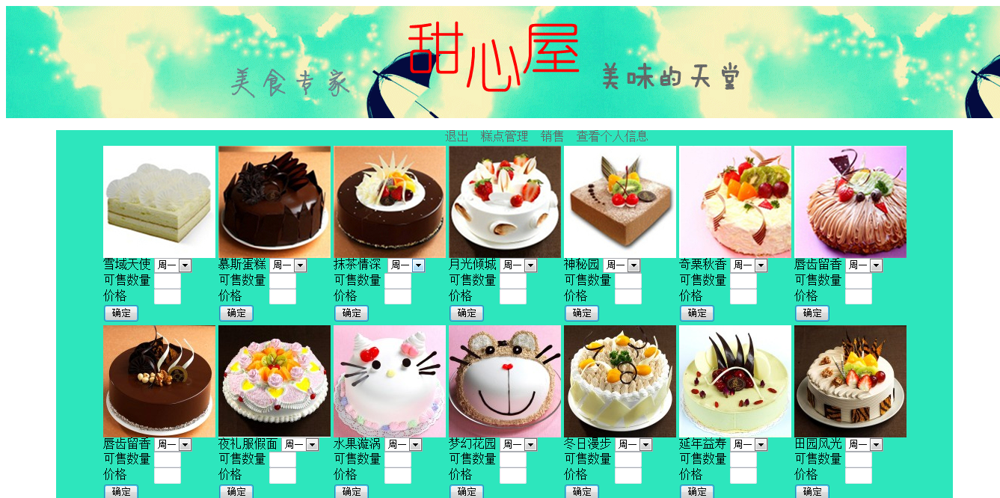 甜心屋
美食专家 美味的天堂
退出 糕点管理 销售 查看个人信息
雪域天使 周一 慕斯蛋糕 周一 抹茶情深 周一 月光倾城 周一 神秘园 周一 奇栗秋香 周一 唇齿留香 周一
可售数量 可售数量 可售数量 可售数量 可售数量 可售数量 可售数量
价格 价格 价格 价格 价格 价格 价格
确定 确定 确定 确定 确定 确定 确定
唇齿留香 周一 夜礼服假面 周一 水果漩涡 周一 梦幻花园 周一 冬日漫步 周一 延年益寿 周一 田园风光 周一
可售数量 可售数量 可售数量 可售数量 可售数量 可售数量 可售数量
价格 价格 价格 价格 价格 价格 价格
确定 确定 确定 确定 确定 确定 确定